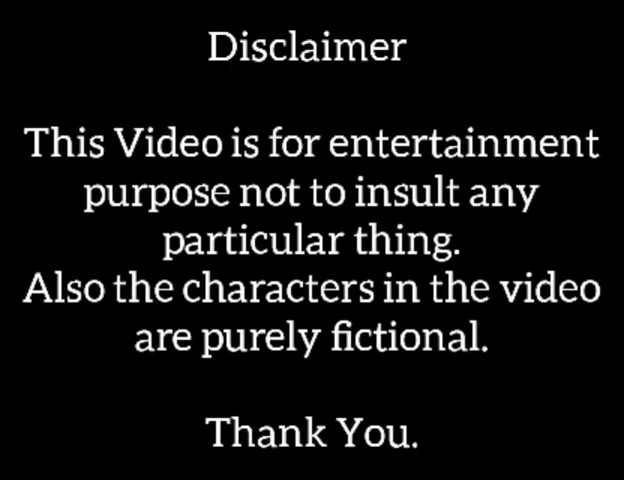 Disclaimer
This Video is for entertainment
purpose not to insult any
particular thing.
Also the characters in the video
are purely fictional.
Thank You.